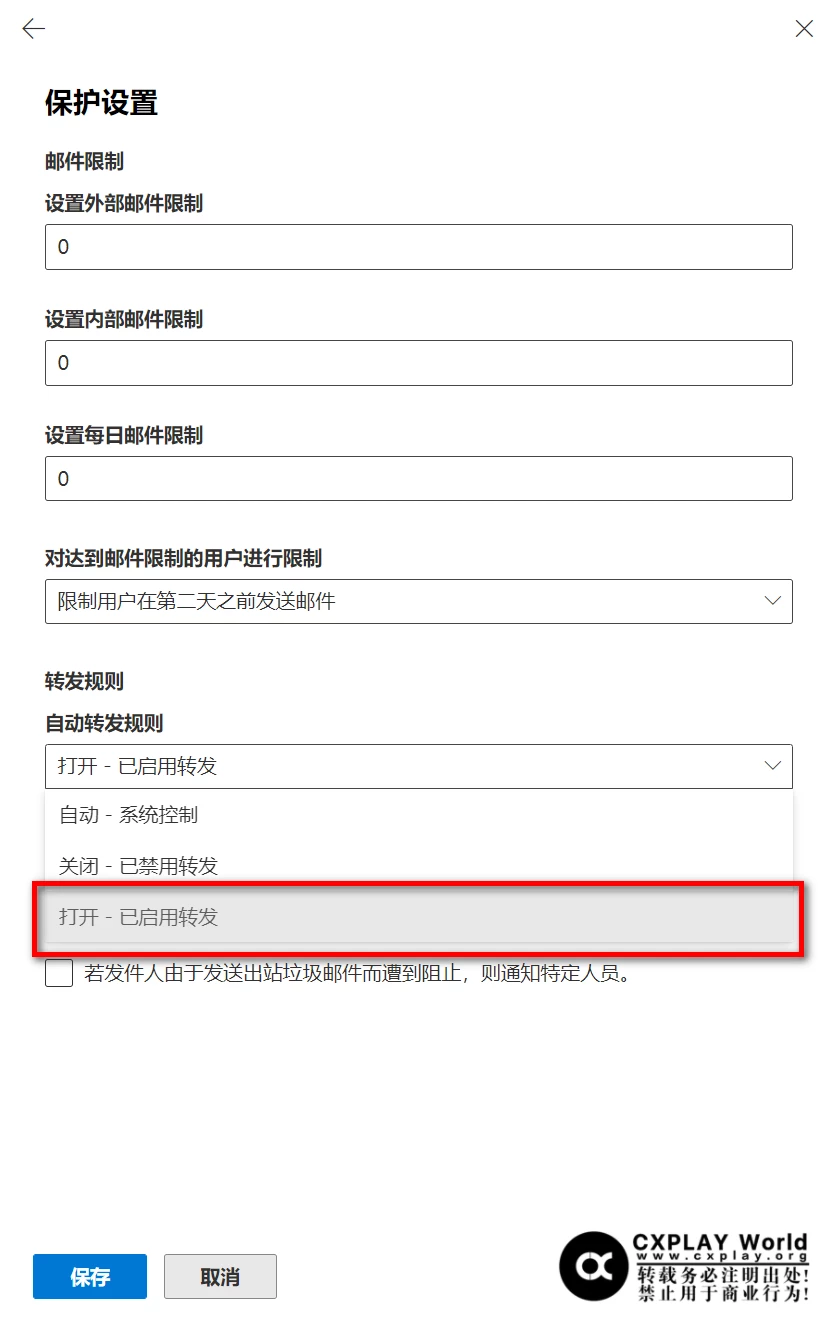 保护设置
邮件限制
设置外部邮件限制
0
设置内部邮件限制
0
设置每日邮件限制
0
对达到邮件限制的用户进行限制
限制用户在第二天之前发送邮件
转发规则
自动转发规则
打开 - 已启用转发
自动 - 系统控制
关闭 - 已禁用转发
打开 - 已启用转发
若发件人由于发送出站垃圾邮件而遭到阻止，则通知特定人员。
保存
取消
CXPLAY World
www.cxplay.org
转载务必注明出处!
禁止用于商业行为!